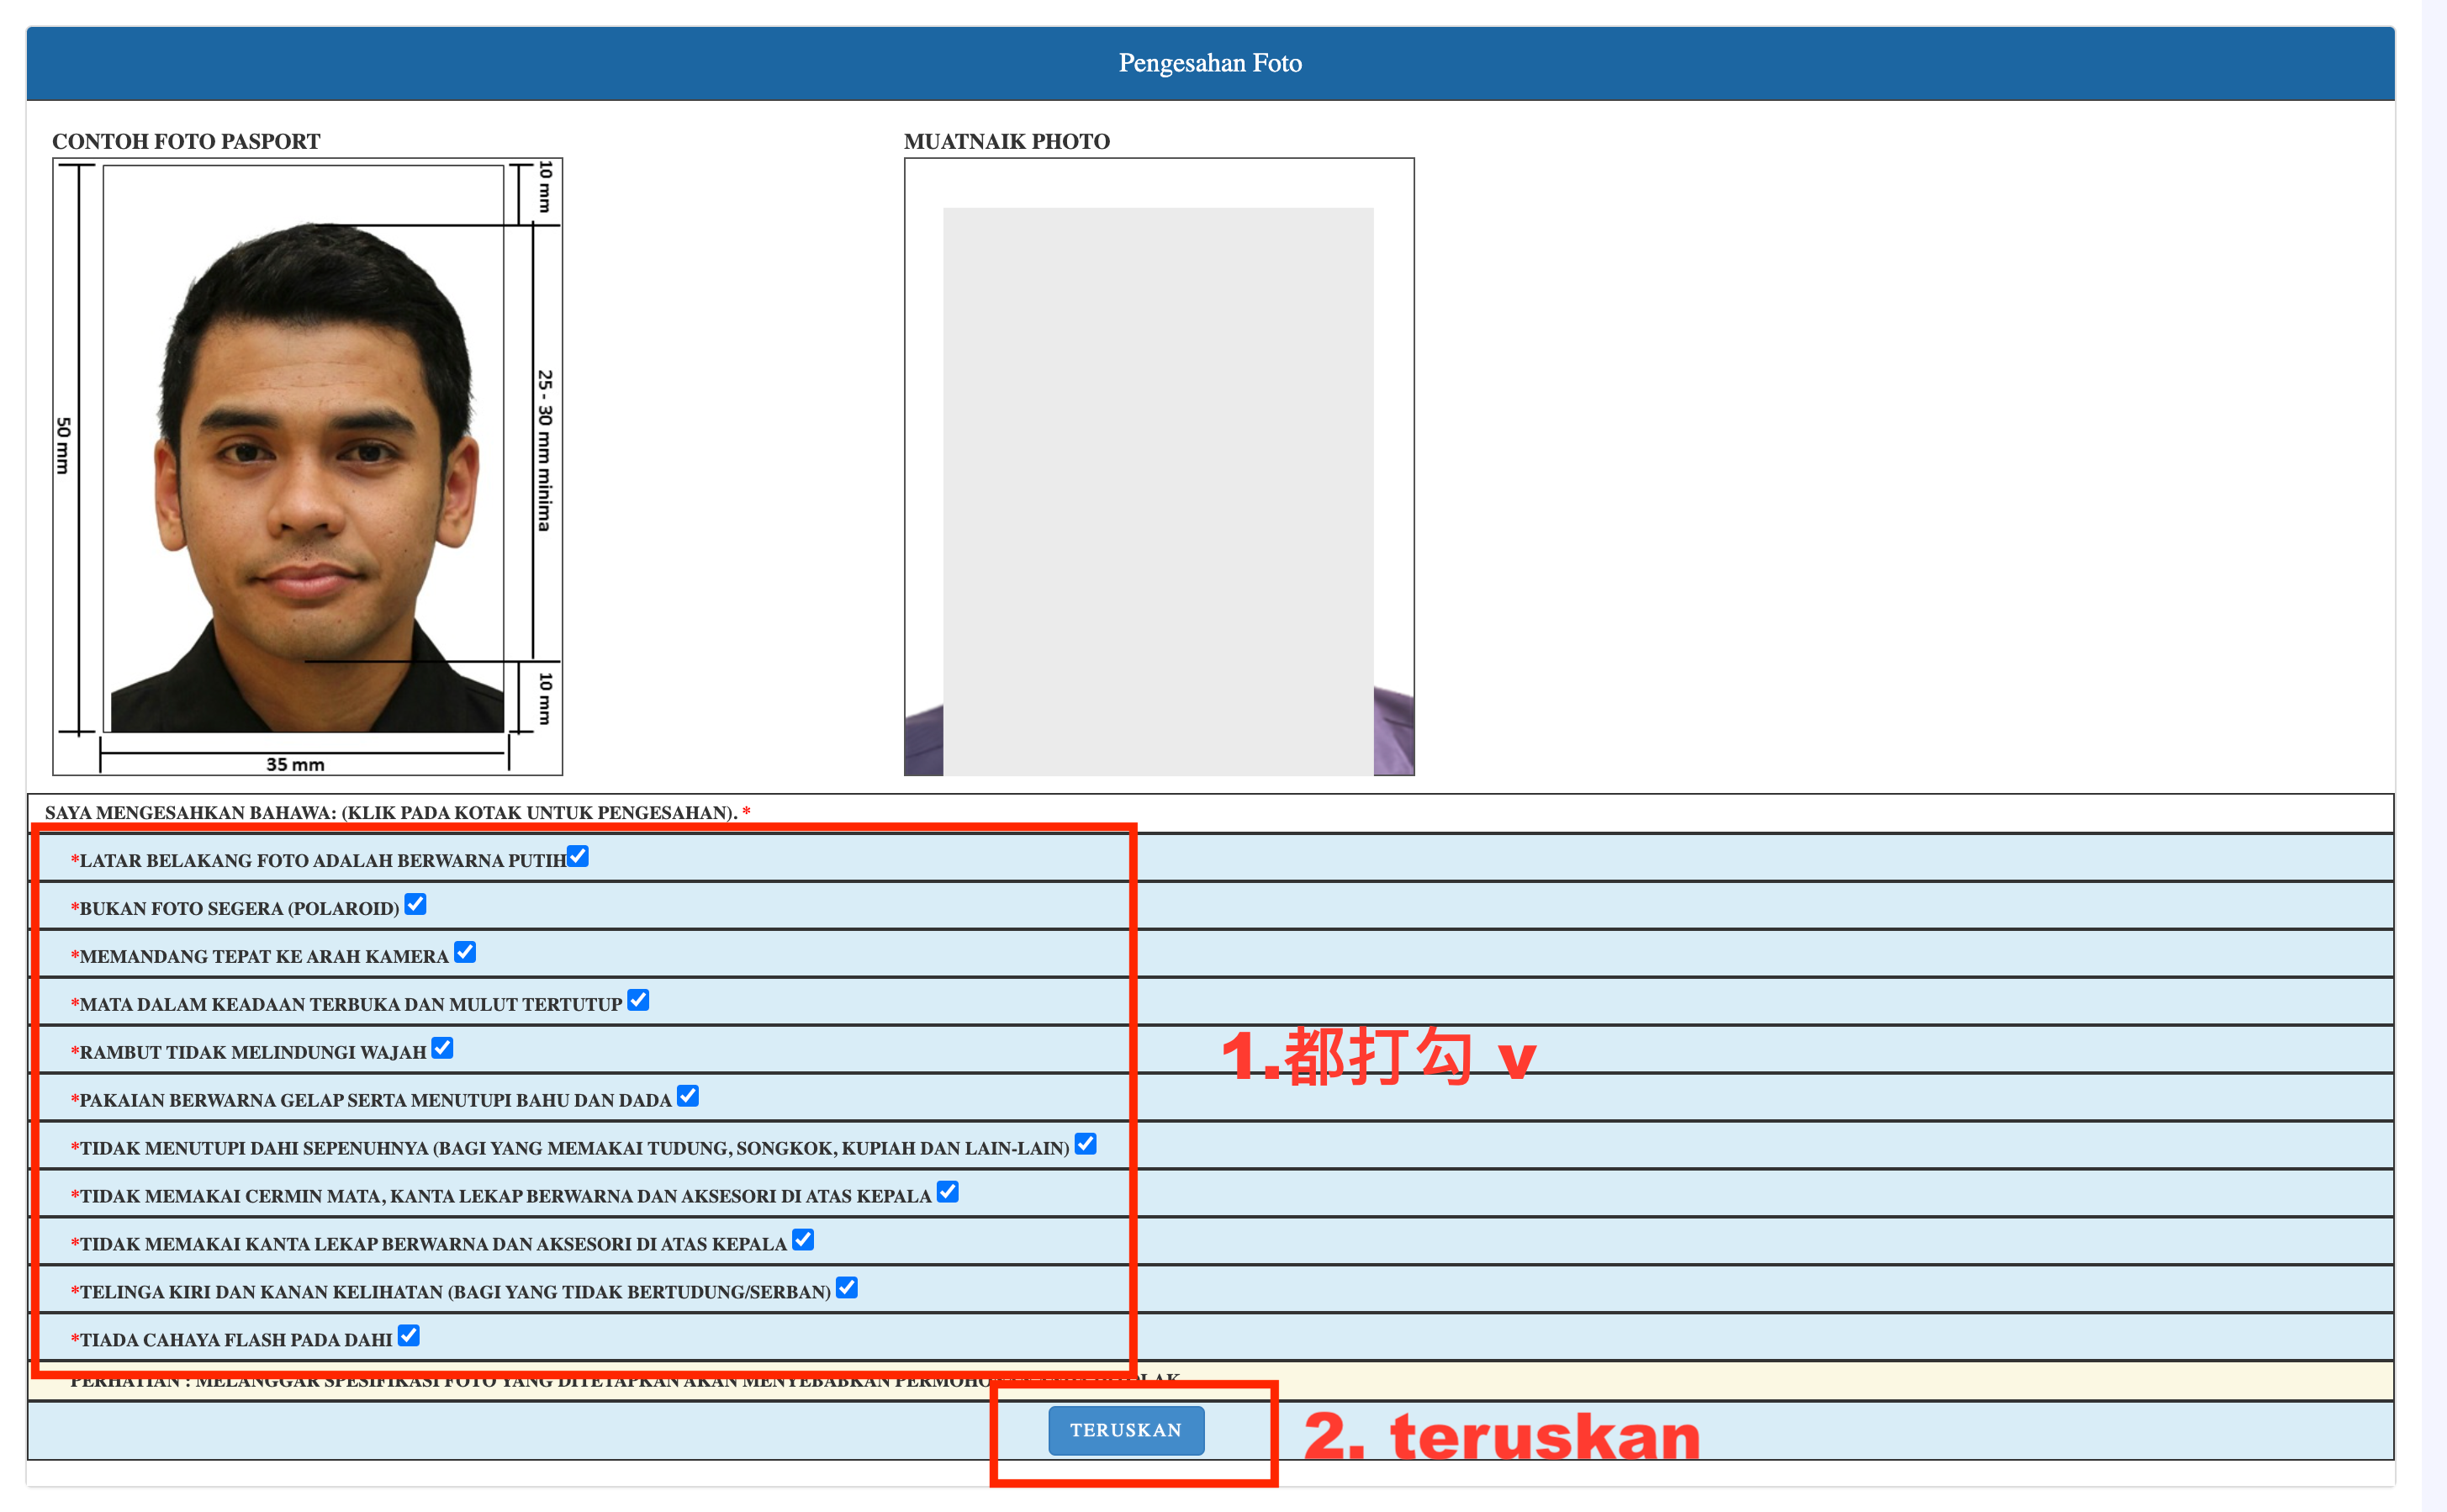 Pengesahan Foto
CONTOH FOTO PASPORT
MUATNAIK PHOTO
10 mm
50 mm
25 - 30 mm minima
10 mm
35 mm
SAYA MENGESAHKAN BAHAWA: (KLIK PADA KOTAK UNTUK PENGESAHAN). *
*LATAR BELAKANG FOTO ADALAH BERWARNA PUTIH
*BUKAN FOTO SEGERA (POLAROID)
*MEMANDANG TEPAT KE ARAH KAMERA
*MATA DALAM KEADAAN TERBUKA DAN MULUT TERTUTUP
*RAMBUT TIDAK MELINDUNGI WAJAH
1.都打勾 v
*PAKAIAN BERWARNA GELAP SERTA MENUTUPI BAHU DAN DADA
*TIDAK MENUTUPI DAHI SEPENUHNYA (BAGI YANG MEMAKAI TUDUNG, SONGKOK, KUPIAH DAN LAIN-LAIN)
*TIDAK MEMAKAI CERMIN MATA, KANTA LEKAP BERWARNA DAN AKSESORI DI ATAS KEPALA
*TIDAK MEMAKAI KANTA LEKAP BERWARNA DAN AKSESORI DI ATAS KEPALA
*TELINGA KIRI DAN KANAN KELIHATAN (BAGI YANG TIDAK BERTUDUNG/SERBAN)
*TIADA CAHAYA FLASH PADA DAHI
PERHATIAN : MELANGGAR SPESIFIKASI FOTO YANG DITETAPKAN AKAN MENYEBABKAN
TERUSKAN
2. teruskan